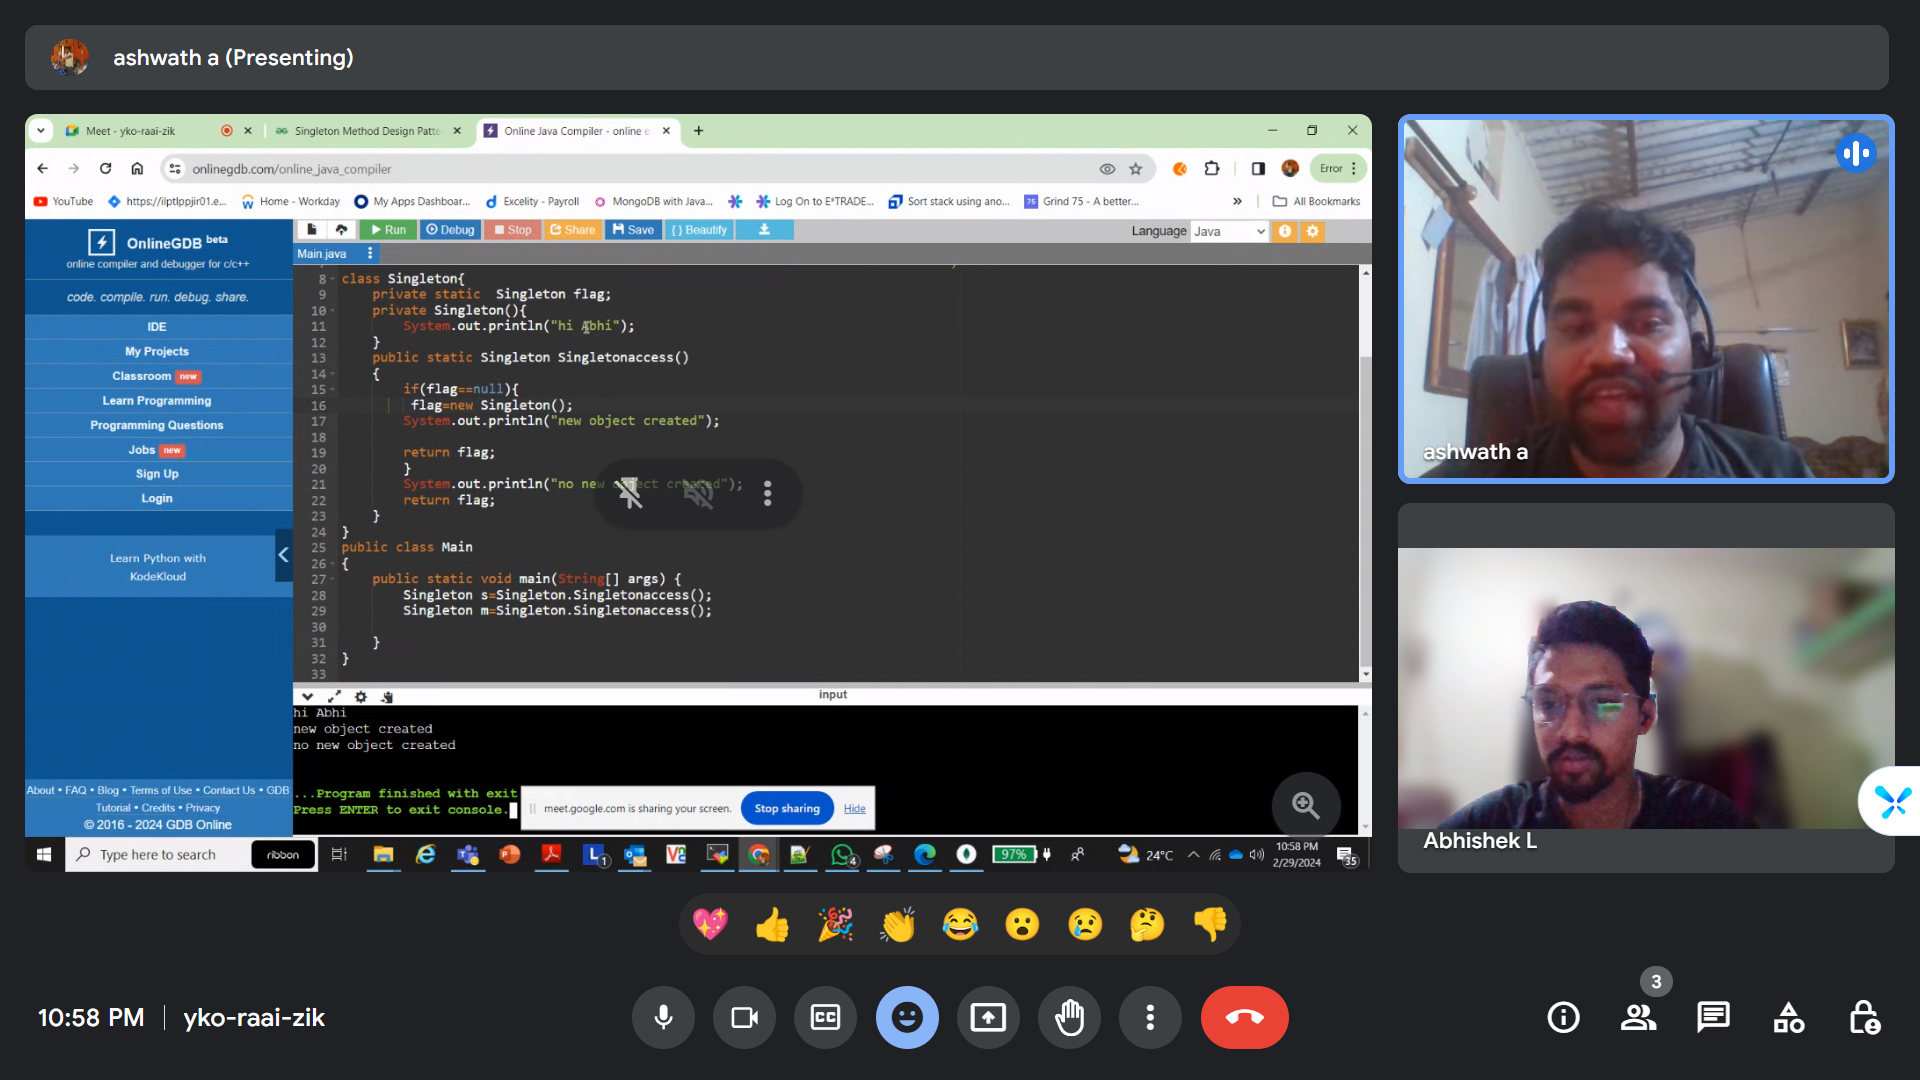 ashwath a (Presenting)
Meet - yko-raai-zik
Singleton Method Design Patte
Online Java Compiler - online e
onlinegdb.com/online_java_compiler
Error
YouTube
https://ilptlppjir01.e...
Home - Workday
My Apps Dashboar...
Excelity - Payroll
MongoDB with Java...
Log On to E*TRADE...
Sort stack using ano...
75 Grind 75 - A better...
»
All Bookmarks
OnlineGDB beta
online compiler and debugger for c/c++
code. compile. run. debug. share.
IDE
My Projects
Classroom new
Learn Programming
Programming Questions
Jobs new
Sign Up
Login
Learn Python with
KodeKloud
About • FAQ • Blog • Terms of Use • Contact Us • GDB
Tutorial • Credits • Privacy
© 2016 - 2024 GDB Online
Run
Debug
Stop
Share
Save
{ } Beautify
Language Java
Main.java
8 class Singleton{
9 private static  Singleton flag;
10 private Singleton(){
11 System.out.println("hi Abhi");
12 }
13 public static Singleton Singletonaccess()
14 {
15 if(flag==null){
16 flag=new Singleton();
17 System.out.println("new object created");
18
19 return flag;
20 }
21 System.out.println("no new object created");
22 return flag;
23 }
24 }
25 public class Main
26 {
27 public static void main(String[] args) {
28 Singleton s=Singleton.Singletonaccess();
29 Singleton m=Singleton.Singletonaccess();
30
31 }
32 }
33
input
hi Abhi
new object created
no new object created
...Program finished with exit
Press ENTER to exit console.
meet.google.com is sharing your screen.
Stop sharing
Hide
Type here to search
ribbon
97%
24°C
10:58 PM
2/29/2024
35
ashwath a
Abhishek L
10:58 PM
yko-raai-zik
CC
3